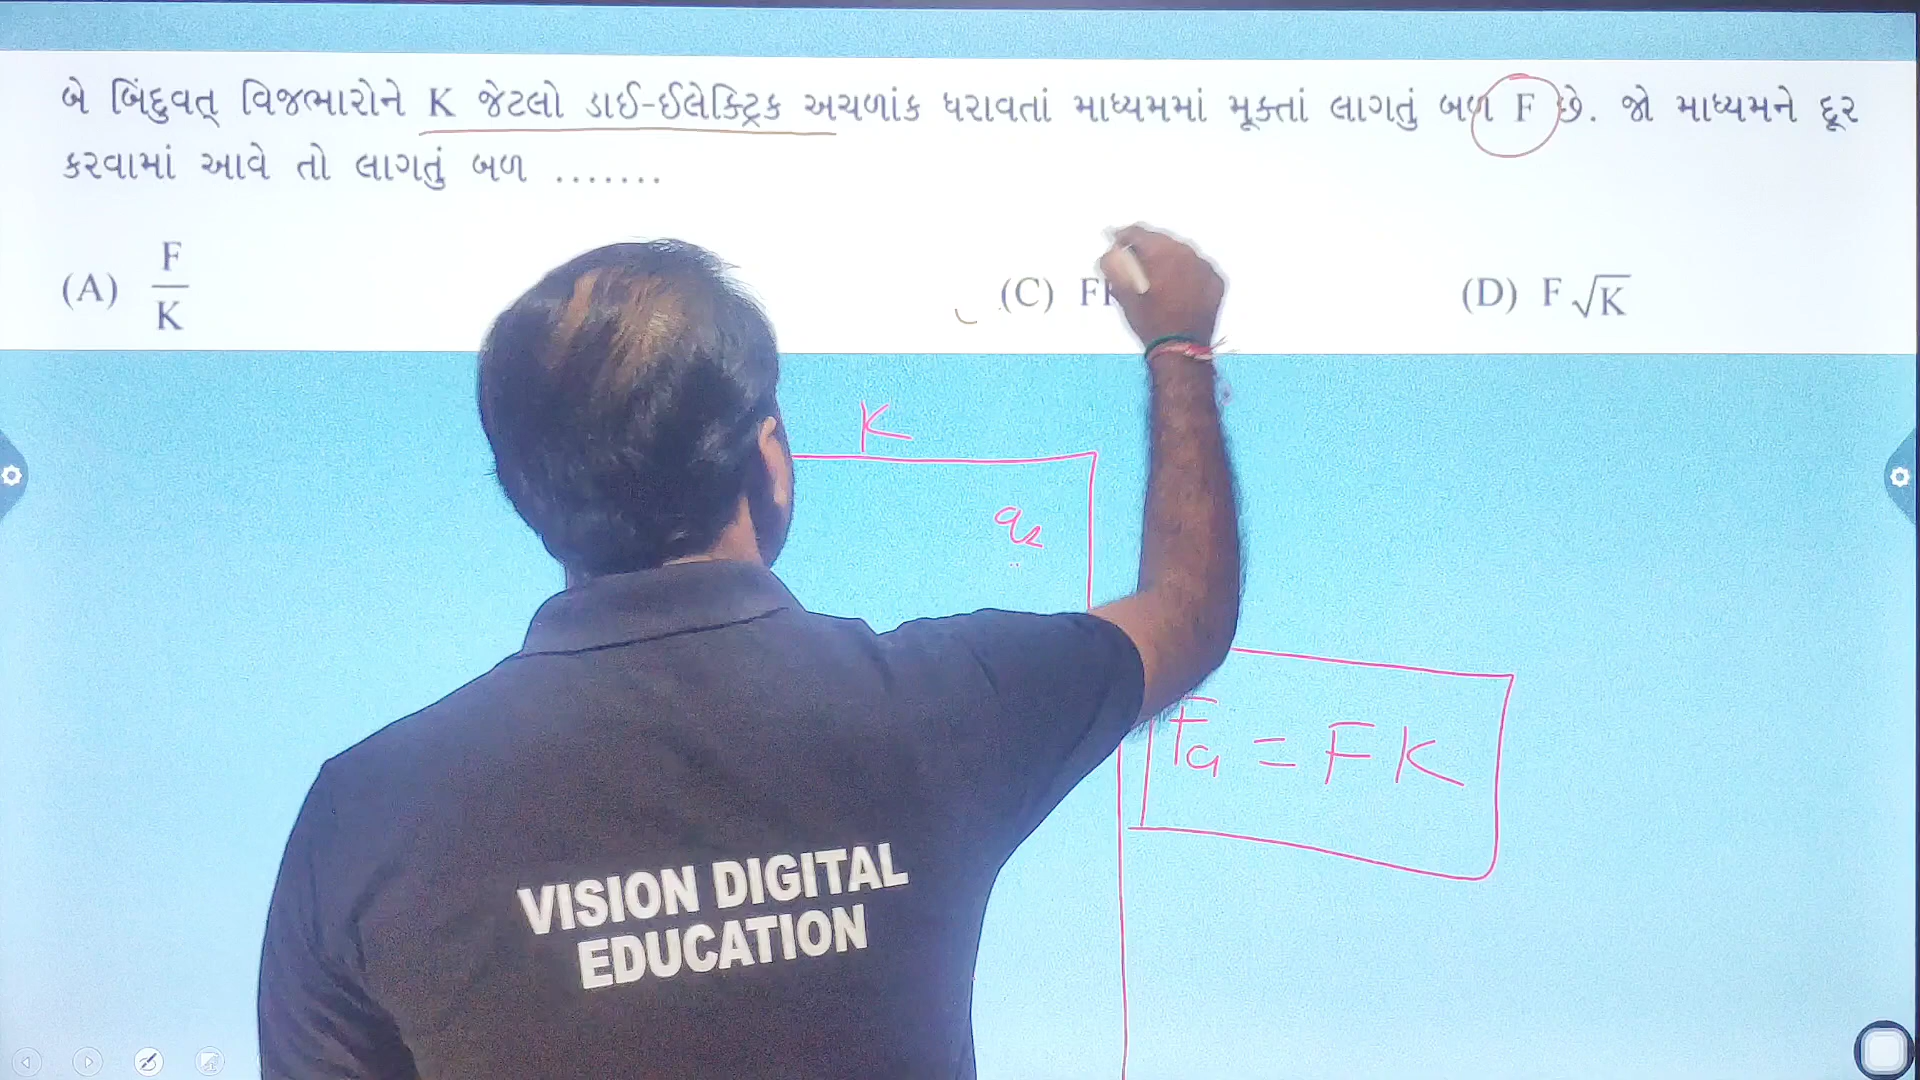 બે બિંદુવત્ વિજભારોને K જેટલો ડાઈ-ઈલેક્ટ્રિક અચળાંક ધરાવતાં માધ્યમમાં મૂક્તાં લાગતું બળ F છે. જો માધ્યમને દૂર
કરવામાં આવે તો લાગતું બળ .......
(A) F/K (C) (D) F√K
K
q₂
Fa = FK
VISION DIGITAL
EDUCATION